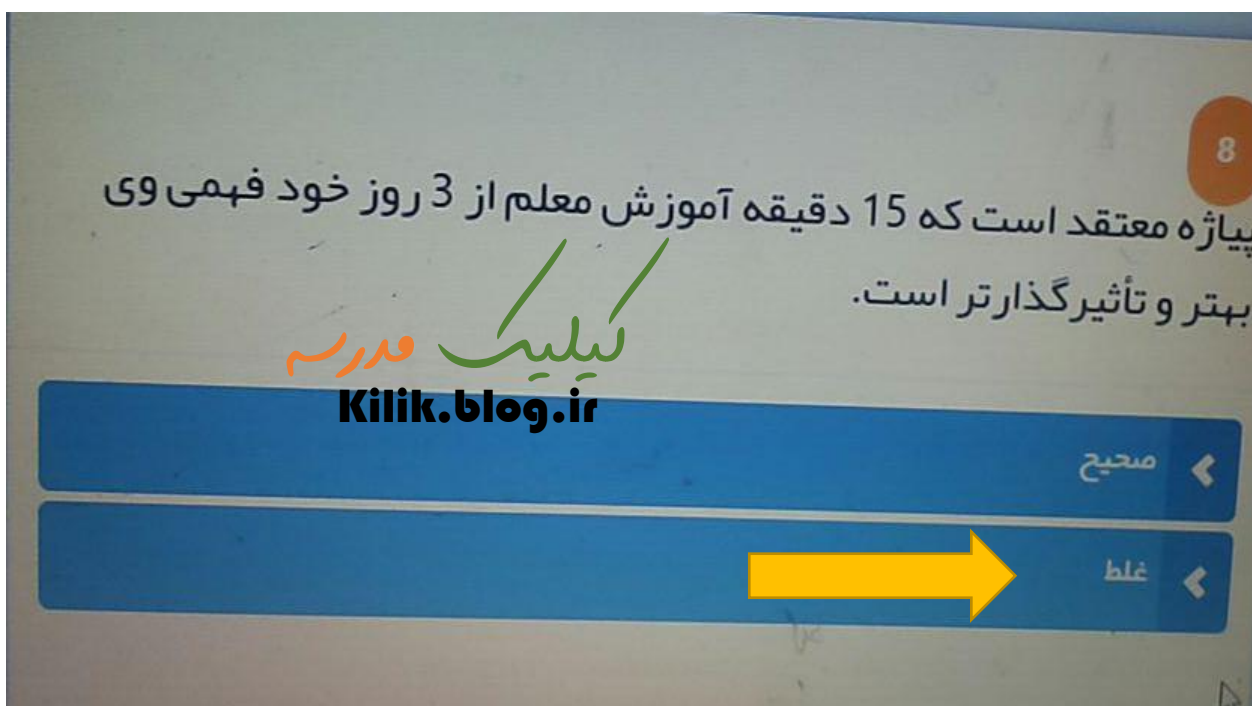 8
پیاژه معتقد است که 15 دقیقه آموزش معلم از 3 روز خود فهمی وی
بهتر و تأثیرگذارتر است.
کیلیک مدرسه
Kilik.blog.ir
صحیح
غلط